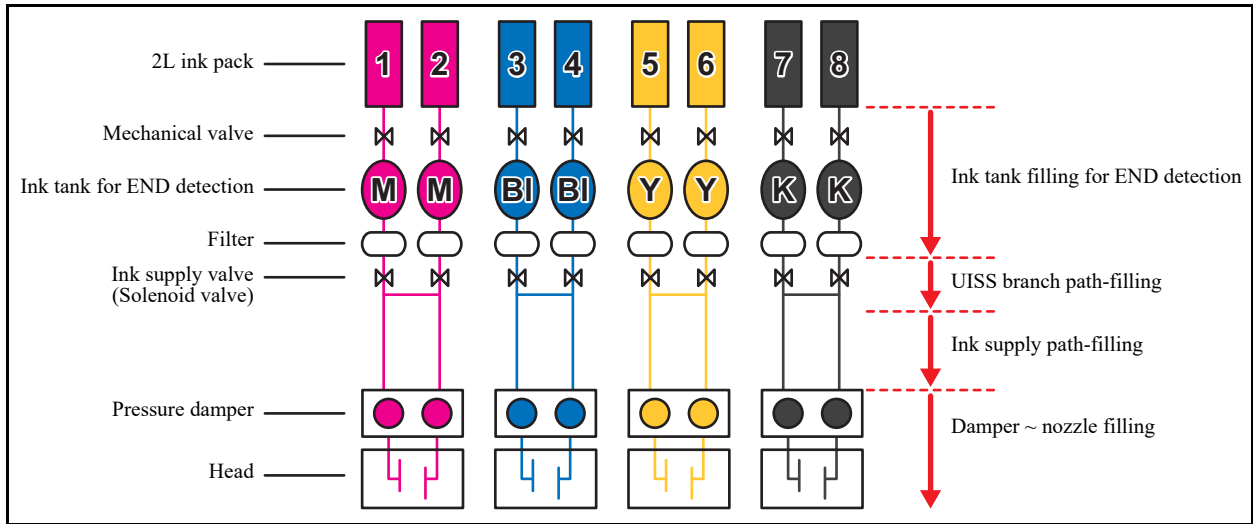 2L ink pack
1 2 3 4 5 6 7 8
Mechanical valve
Ink tank for END detection
M M Bl Bl Y Y K K
Ink tank filling for END detection
Filter
Ink supply valve
(Solenoid valve)
UISS branch path-filling
Ink supply path-filling
Pressure damper
Damper ~ nozzle filling
Head